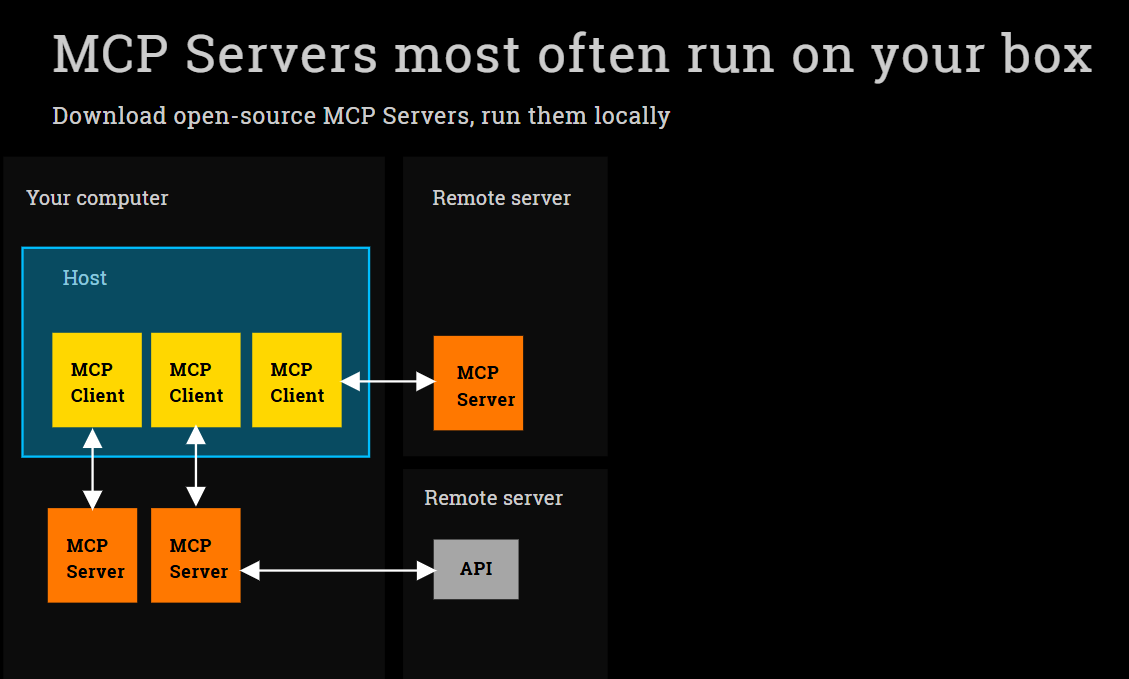 MCP Servers most often run on your box
Download open-source MCP Servers, run them locally
Your computer
Remote server
Host
MCP
Client
MCP
Client
MCP
Client
MCP
Server
Remote server
MCP
Server
MCP
Server
API